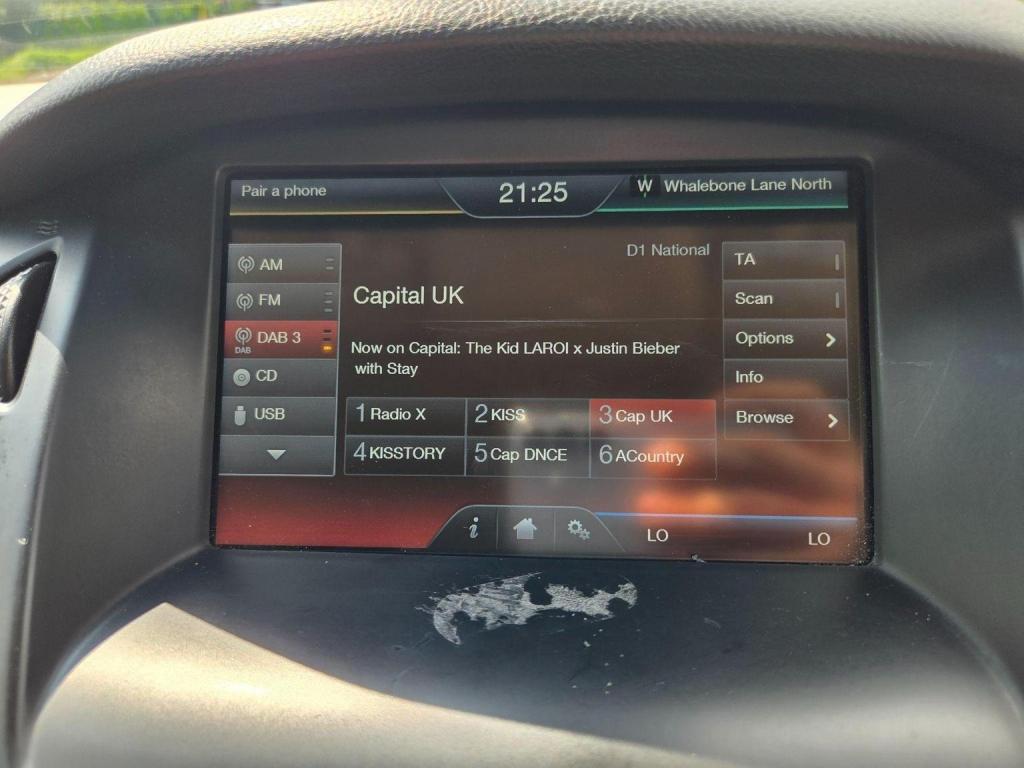 Pair a phone
21:25
W Whalebone Lane North
AM
FM
DAB 3
DAB
CD
USB
D1 National
Capital UK
Now on Capital: The Kid LAROI x Justin Bieber
with Stay
1 Radio X 2 KISS 3 Cap UK
4 KISSTORY 5 Cap DNCE 6 ACountry
TA
Scan
Options
Info
Browse
i
LO LO